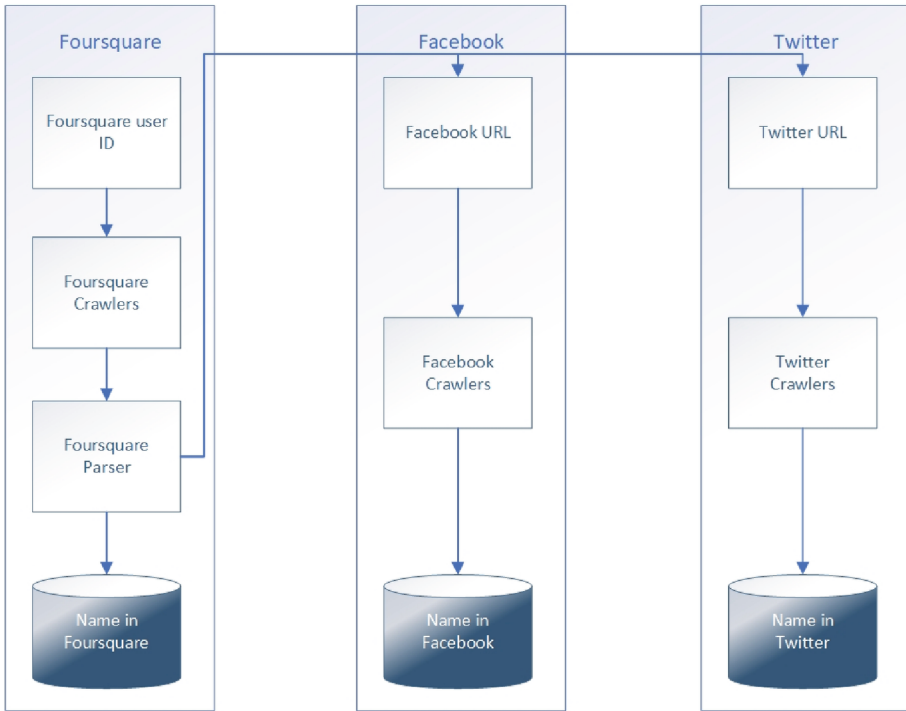 Foursquare
Foursquare user
ID
Foursquare
Crawlers
Foursquare
Parser
Name in
Foursquare
Facebook
Facebook URL
Facebook
Crawlers
Name in
Facebook
Twitter
Twitter URL
Twitter
Crawlers
Name in
Twitter